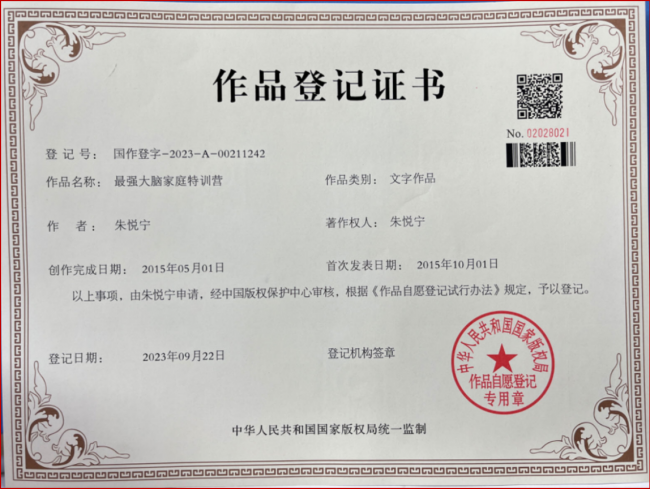 作品登记证书
No. 02028021
登 记 号： 国作登字-2023-A-00211242
作品名称： 最强大脑家庭特训营 作品类别： 文字作品
作 者： 朱悦宁 著作权人： 朱悦宁
创作完成日期： 2015年05月01日 首次发表日期： 2015年10月01日
以上事项，由朱悦宁申请，经中国版权保护中心审核，根据《作品自愿登记试行办法》规定，予以登记。
登记日期： 2023年09月22日 登记机构签章
中华人民共和国国家版权局
作品自愿登记
专用章
中华人民共和国国家版权局统一监制